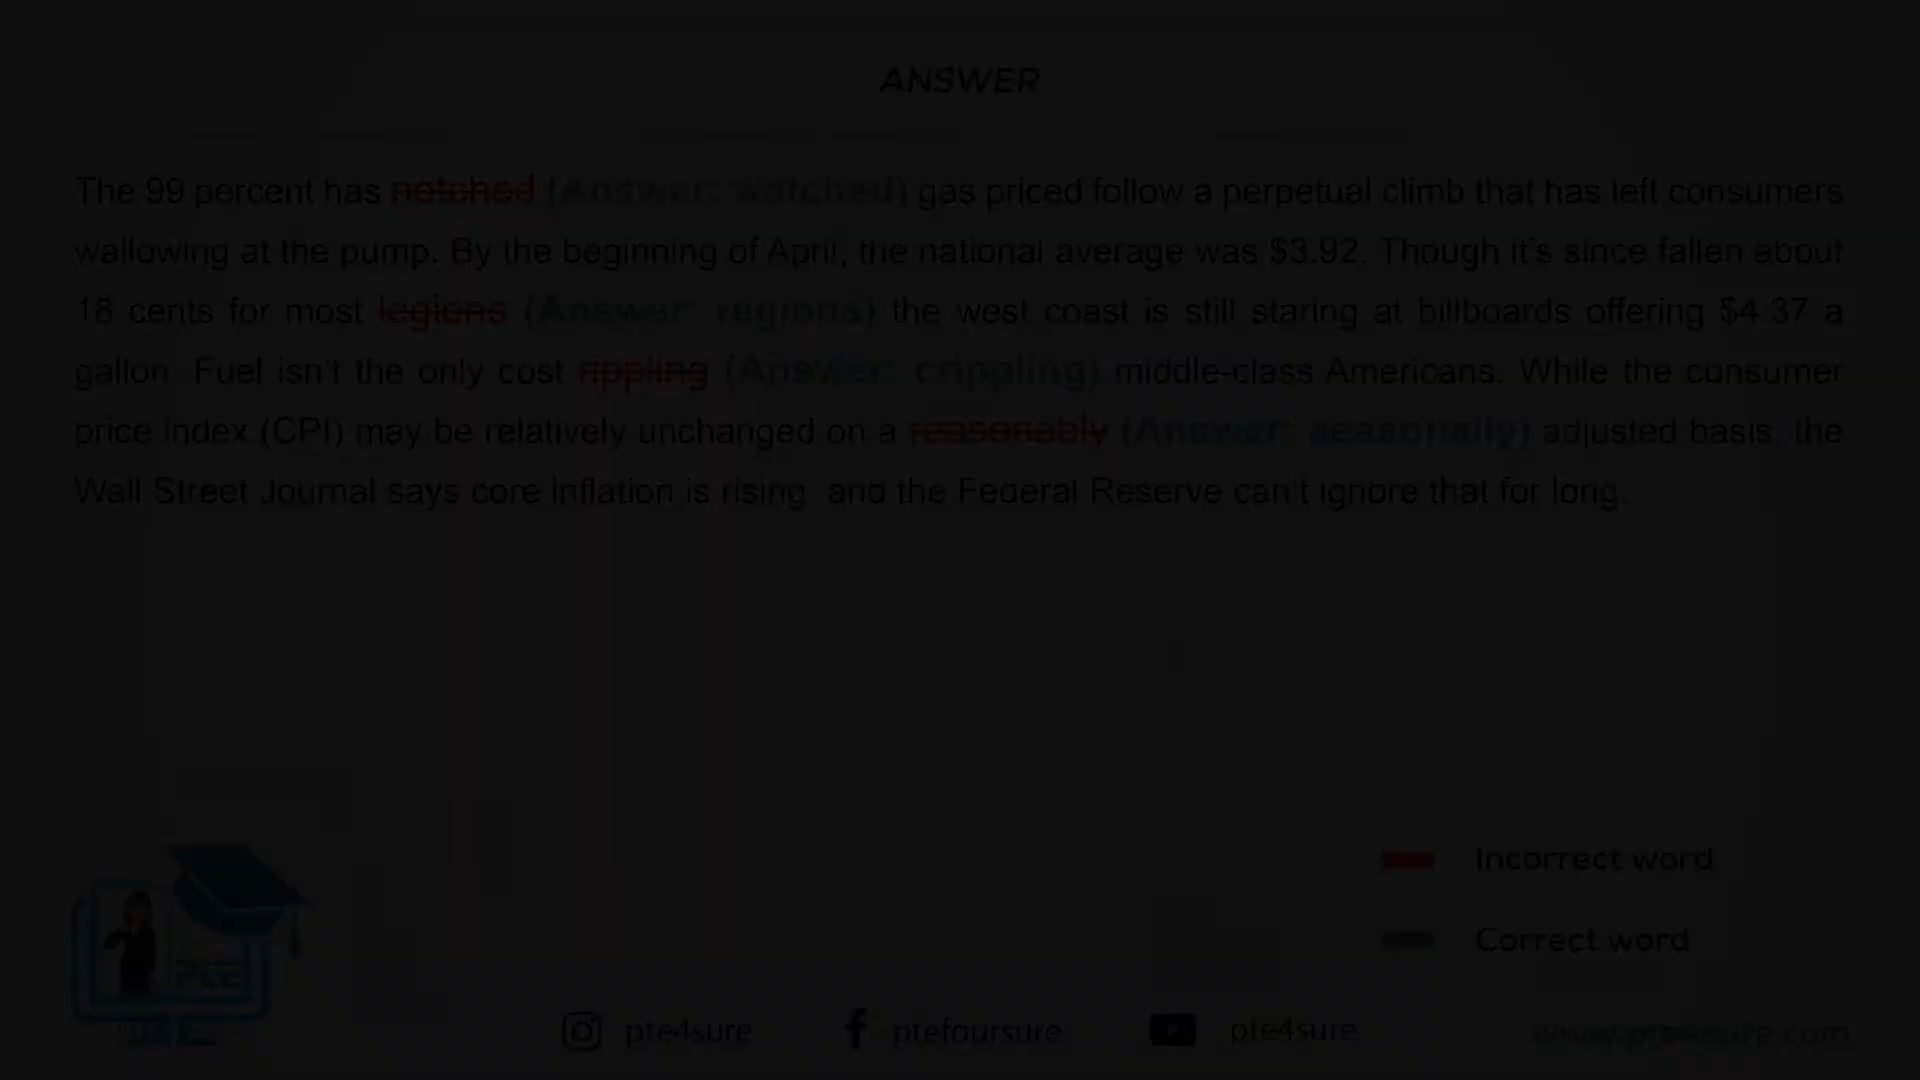 ANSWER
The 99 percent has notched (Answer: watched) gas priced follow a perpetual climb that has left consumers
wallowing at the pump. By the beginning of April, the national average was $3.92. Though it's since fallen about
18 cents for most legions (Answer: regions) the west coast is still staring at billboards offering $4.37 a
gallon. Fuel isn't the only cost rippling (Answer: crippling) middle-class Americans. While the consumer
price index (CPI) may be relatively unchanged on a reasonably (Answer: seasonally) adjusted basis, the
Wall Street Journal says core inflation is rising, and the Federal Reserve can't ignore that for long.
Incorrect word
Correct word
PTE
pte4sure
ptefoursure
pte4sure
www.pte4sure.com